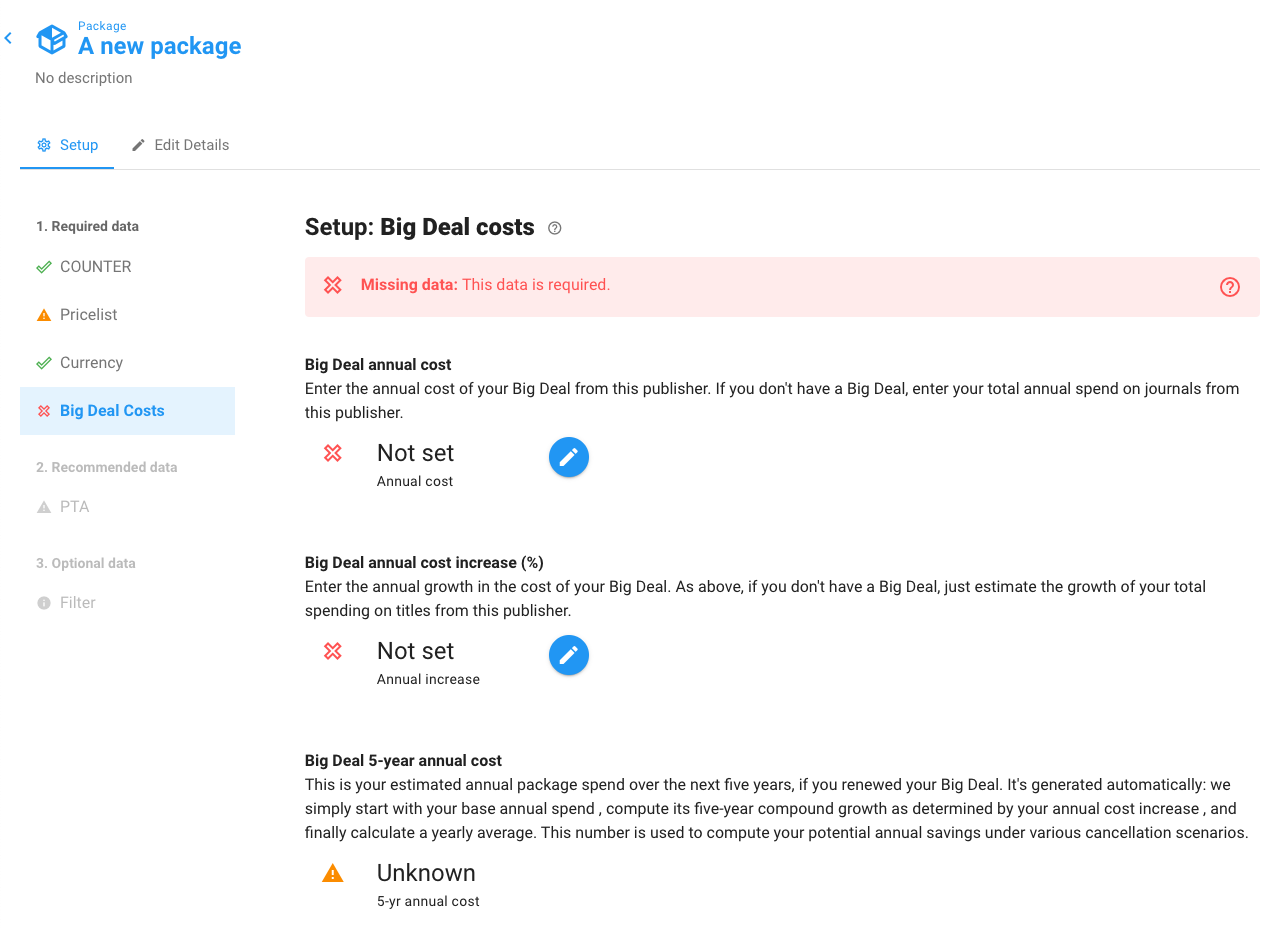 Package
A new package
No description
Setup
Edit Details
1. Required data
COUNTER
Pricelist
Currency
Big Deal Costs
2. Recommended data
PTA
3. Optional data
Filter
Setup: Big Deal costs
Missing data: This data is required.
Big Deal annual cost
Enter the annual cost of your Big Deal from this publisher. If you don't have a Big Deal, enter your total annual spend on journals from
this publisher.
Not set
Annual cost
Big Deal annual cost increase (%)
Enter the annual growth in the cost of your Big Deal. As above, if you don't have a Big Deal, just estimate the growth of your total
spending on titles from this publisher.
Not set
Annual increase
Big Deal 5-year annual cost
This is your estimated annual package spend over the next five years, if you renewed your Big Deal. It's generated automatically: we
simply start with your base annual spend , compute its five-year compound growth as determined by your annual cost increase , and
finally calculate a yearly average. This number is used to compute your potential annual savings under various cancellation scenarios.
Unknown
5-yr annual cost